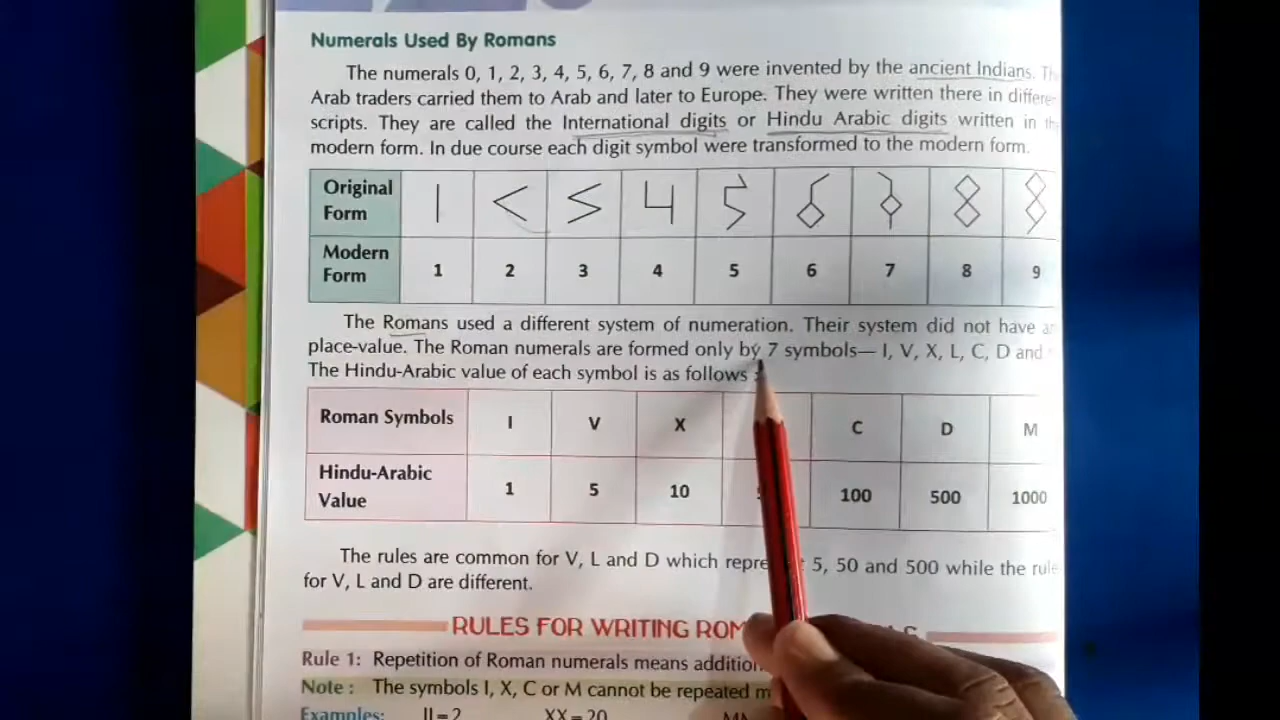 Numerals Used By Romans
The numerals 0, 1, 2, 3, 4, 5, 6, 7, 8 and 9 were invented by the ancient Indians.
Arab traders carried them to Arab and later to Europe. They were written there in
scripts. They are called the International digits or Hindu Arabic digits written in
modern form. In due course each digit symbol were transformed to the modern form.
Original Form
Modern Form 1 2 3 4 5 6 7 8 9
The Romans used a different system of numeration. Their system did not have
place-value. The Roman numerals are formed only by 7 symbols— I, V, X, L, C, D and
The Hindu-Arabic value of each symbol is as follows
Roman Symbols I V X C D M
Hindu-Arabic Value 1 5 10 100 500 1000
The rules are common for V, L and D which 5, 50 and 500 while the
for V, L and D are different.
RULES FOR WRITING
Rule 1: Repetition of Roman numerals means
Note : The symbols I, X, C or M cannot be repeated
Examples: II=2 XX=20